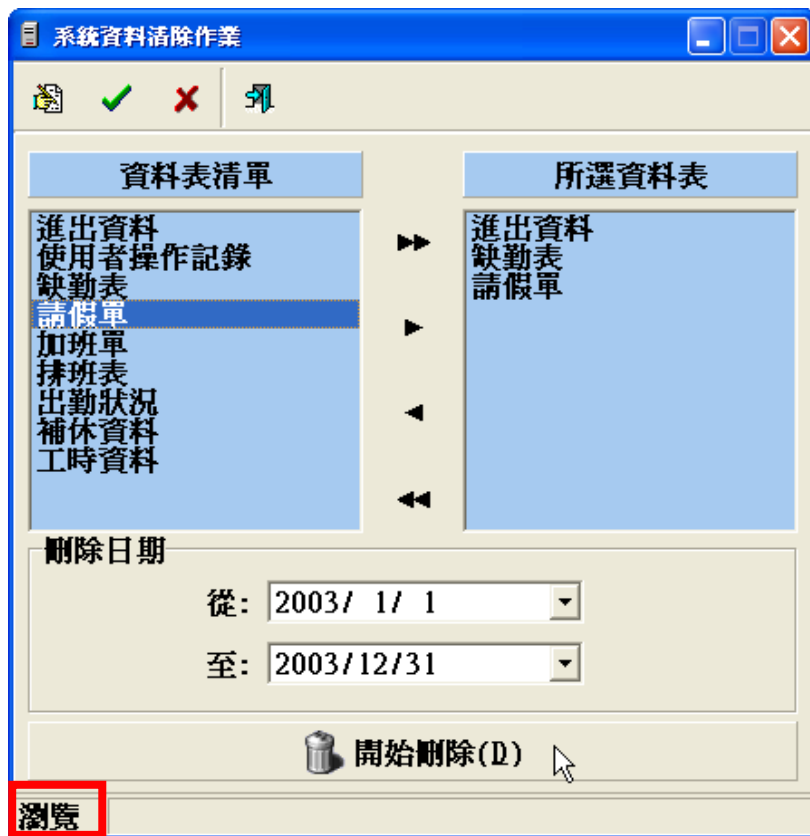 系統資料清除作業
資料表清單
所選資料表
進出資料
使用者操作記錄
缺勤表
請假單
加班單
排班表
出勤狀況
補休資料
工時資料
進出資料
缺勤表
請假單
刪除日期
從: 2003/ 1/ 1
至: 2003/12/31
開始刪除(D)
瀏覽